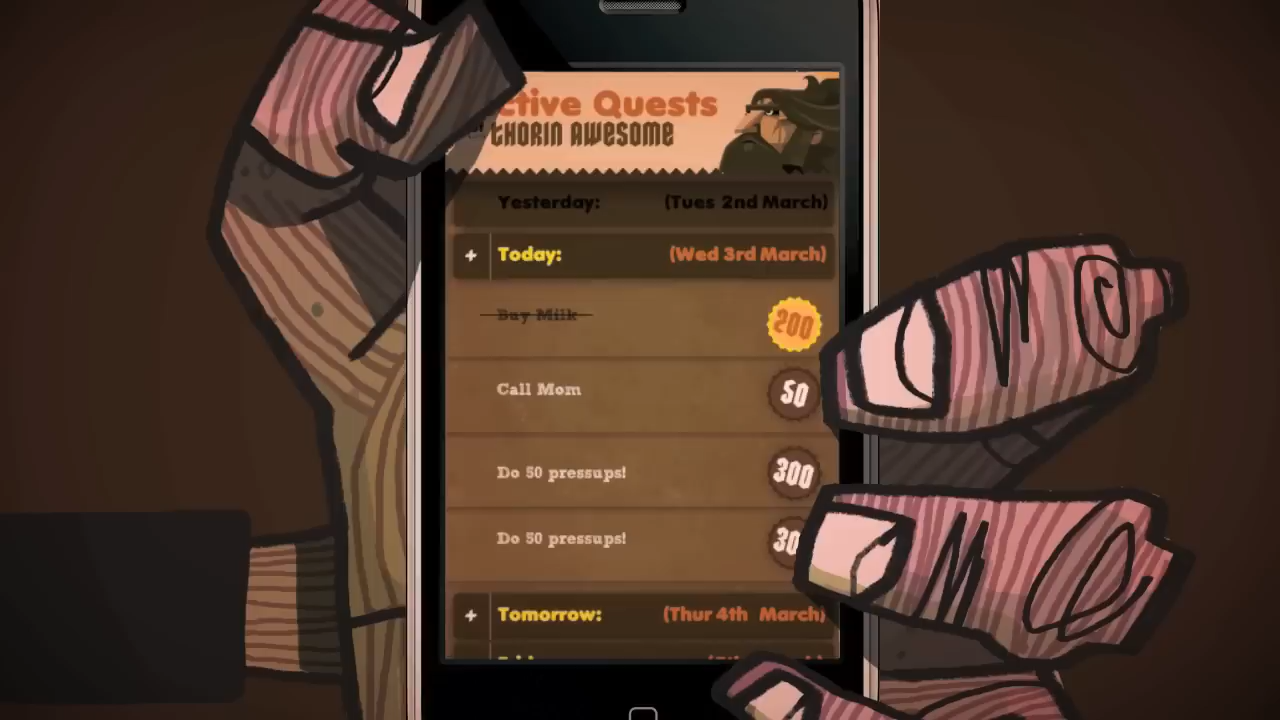 ctive Quests
THORIN AWESOME
Yesterday: (Tues 2nd March)
+ Today: (Wed 3rd March)
Buy Milk 200
Call Mom 50
Do 50 pressups! 300
Do 50 pressups! 30
+ Tomorrow: (Thur 4th March)